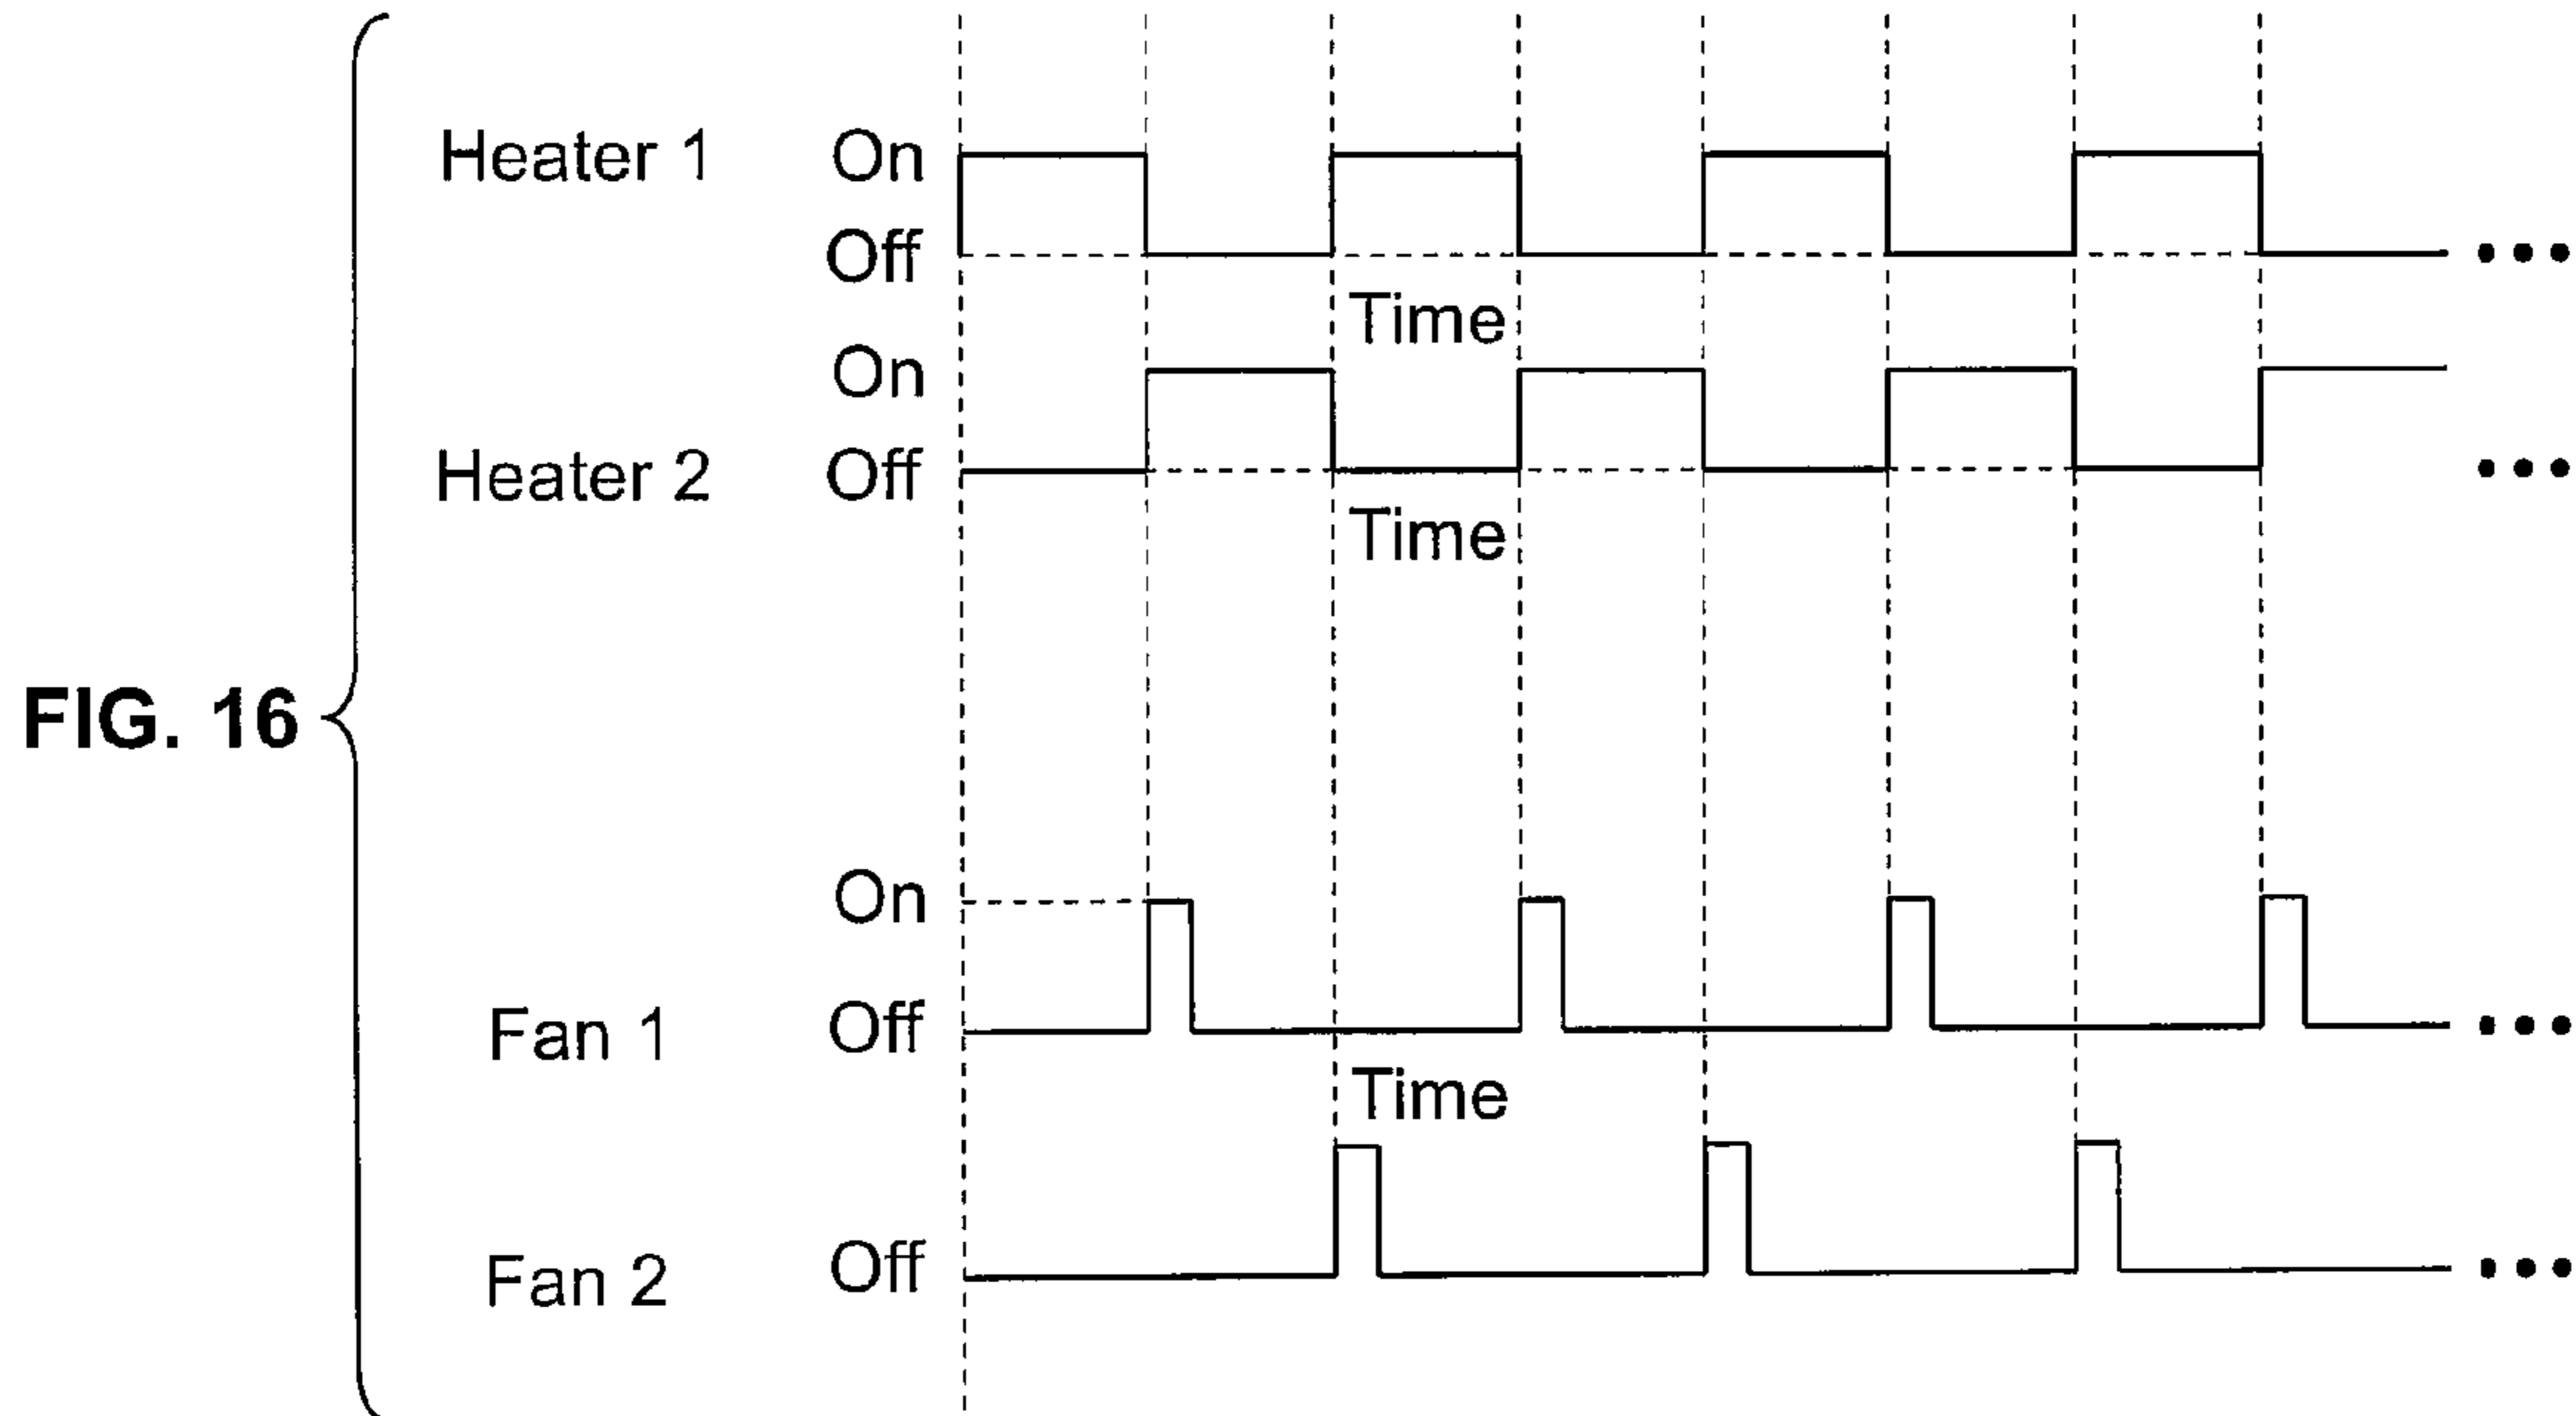 Heater 1
On
Off
Time
On
Heater 2
Off
Time
FIG. 16
On
Fan 1
Off
Time
Fan 2
Off